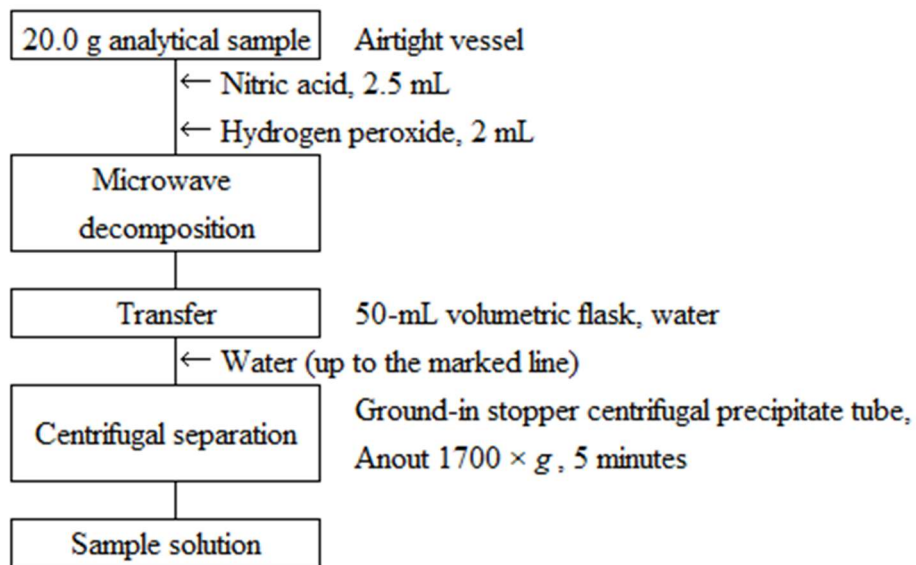 20.0 g analytical sample Airtight vessel
← Nitric acid, 2.5 mL
← Hydrogen peroxide, 2 mL
Microwave
decomposition
Transfer 50-mL volumetric flask, water
← Water (up to the marked line)
Centrifugal separation
Ground-in stopper centrifugal precipitate tube,
Anout 1700 × g , 5 minutes
Sample solution